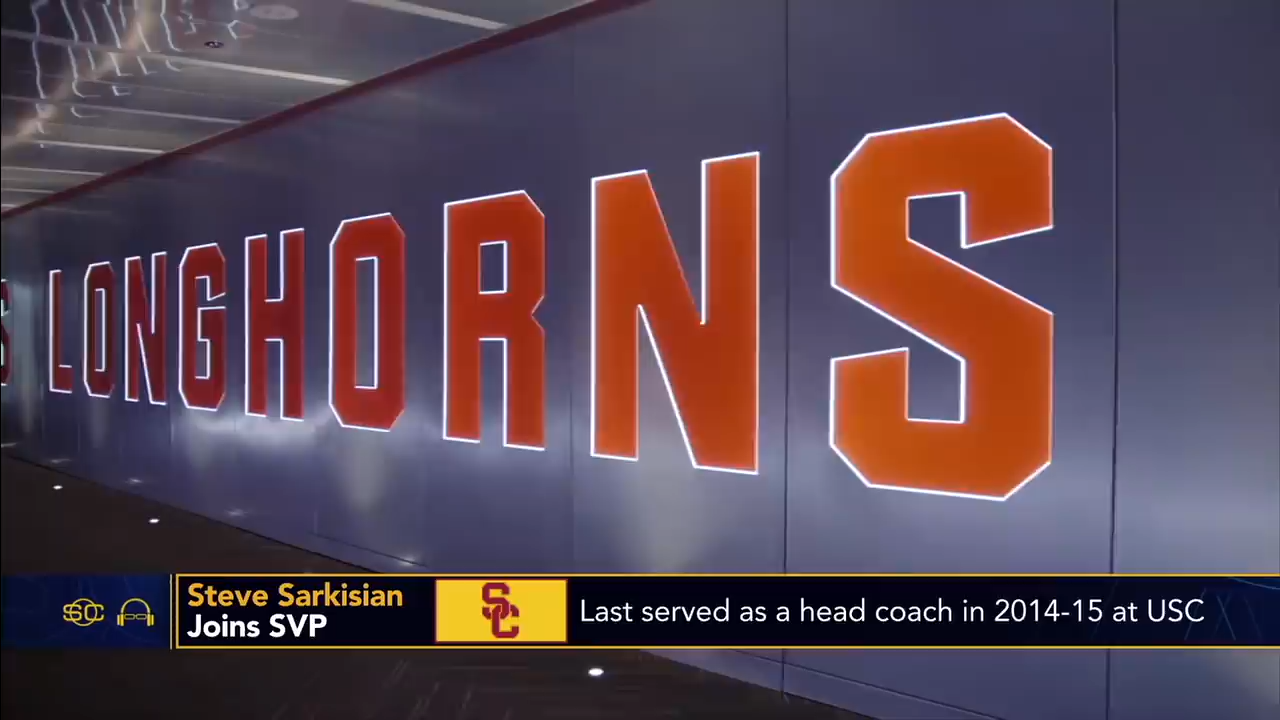 S LONGHORNS
Steve Sarkisian
Joins SVP
SC
SC
Last served as a head coach in 2014-15 at USC